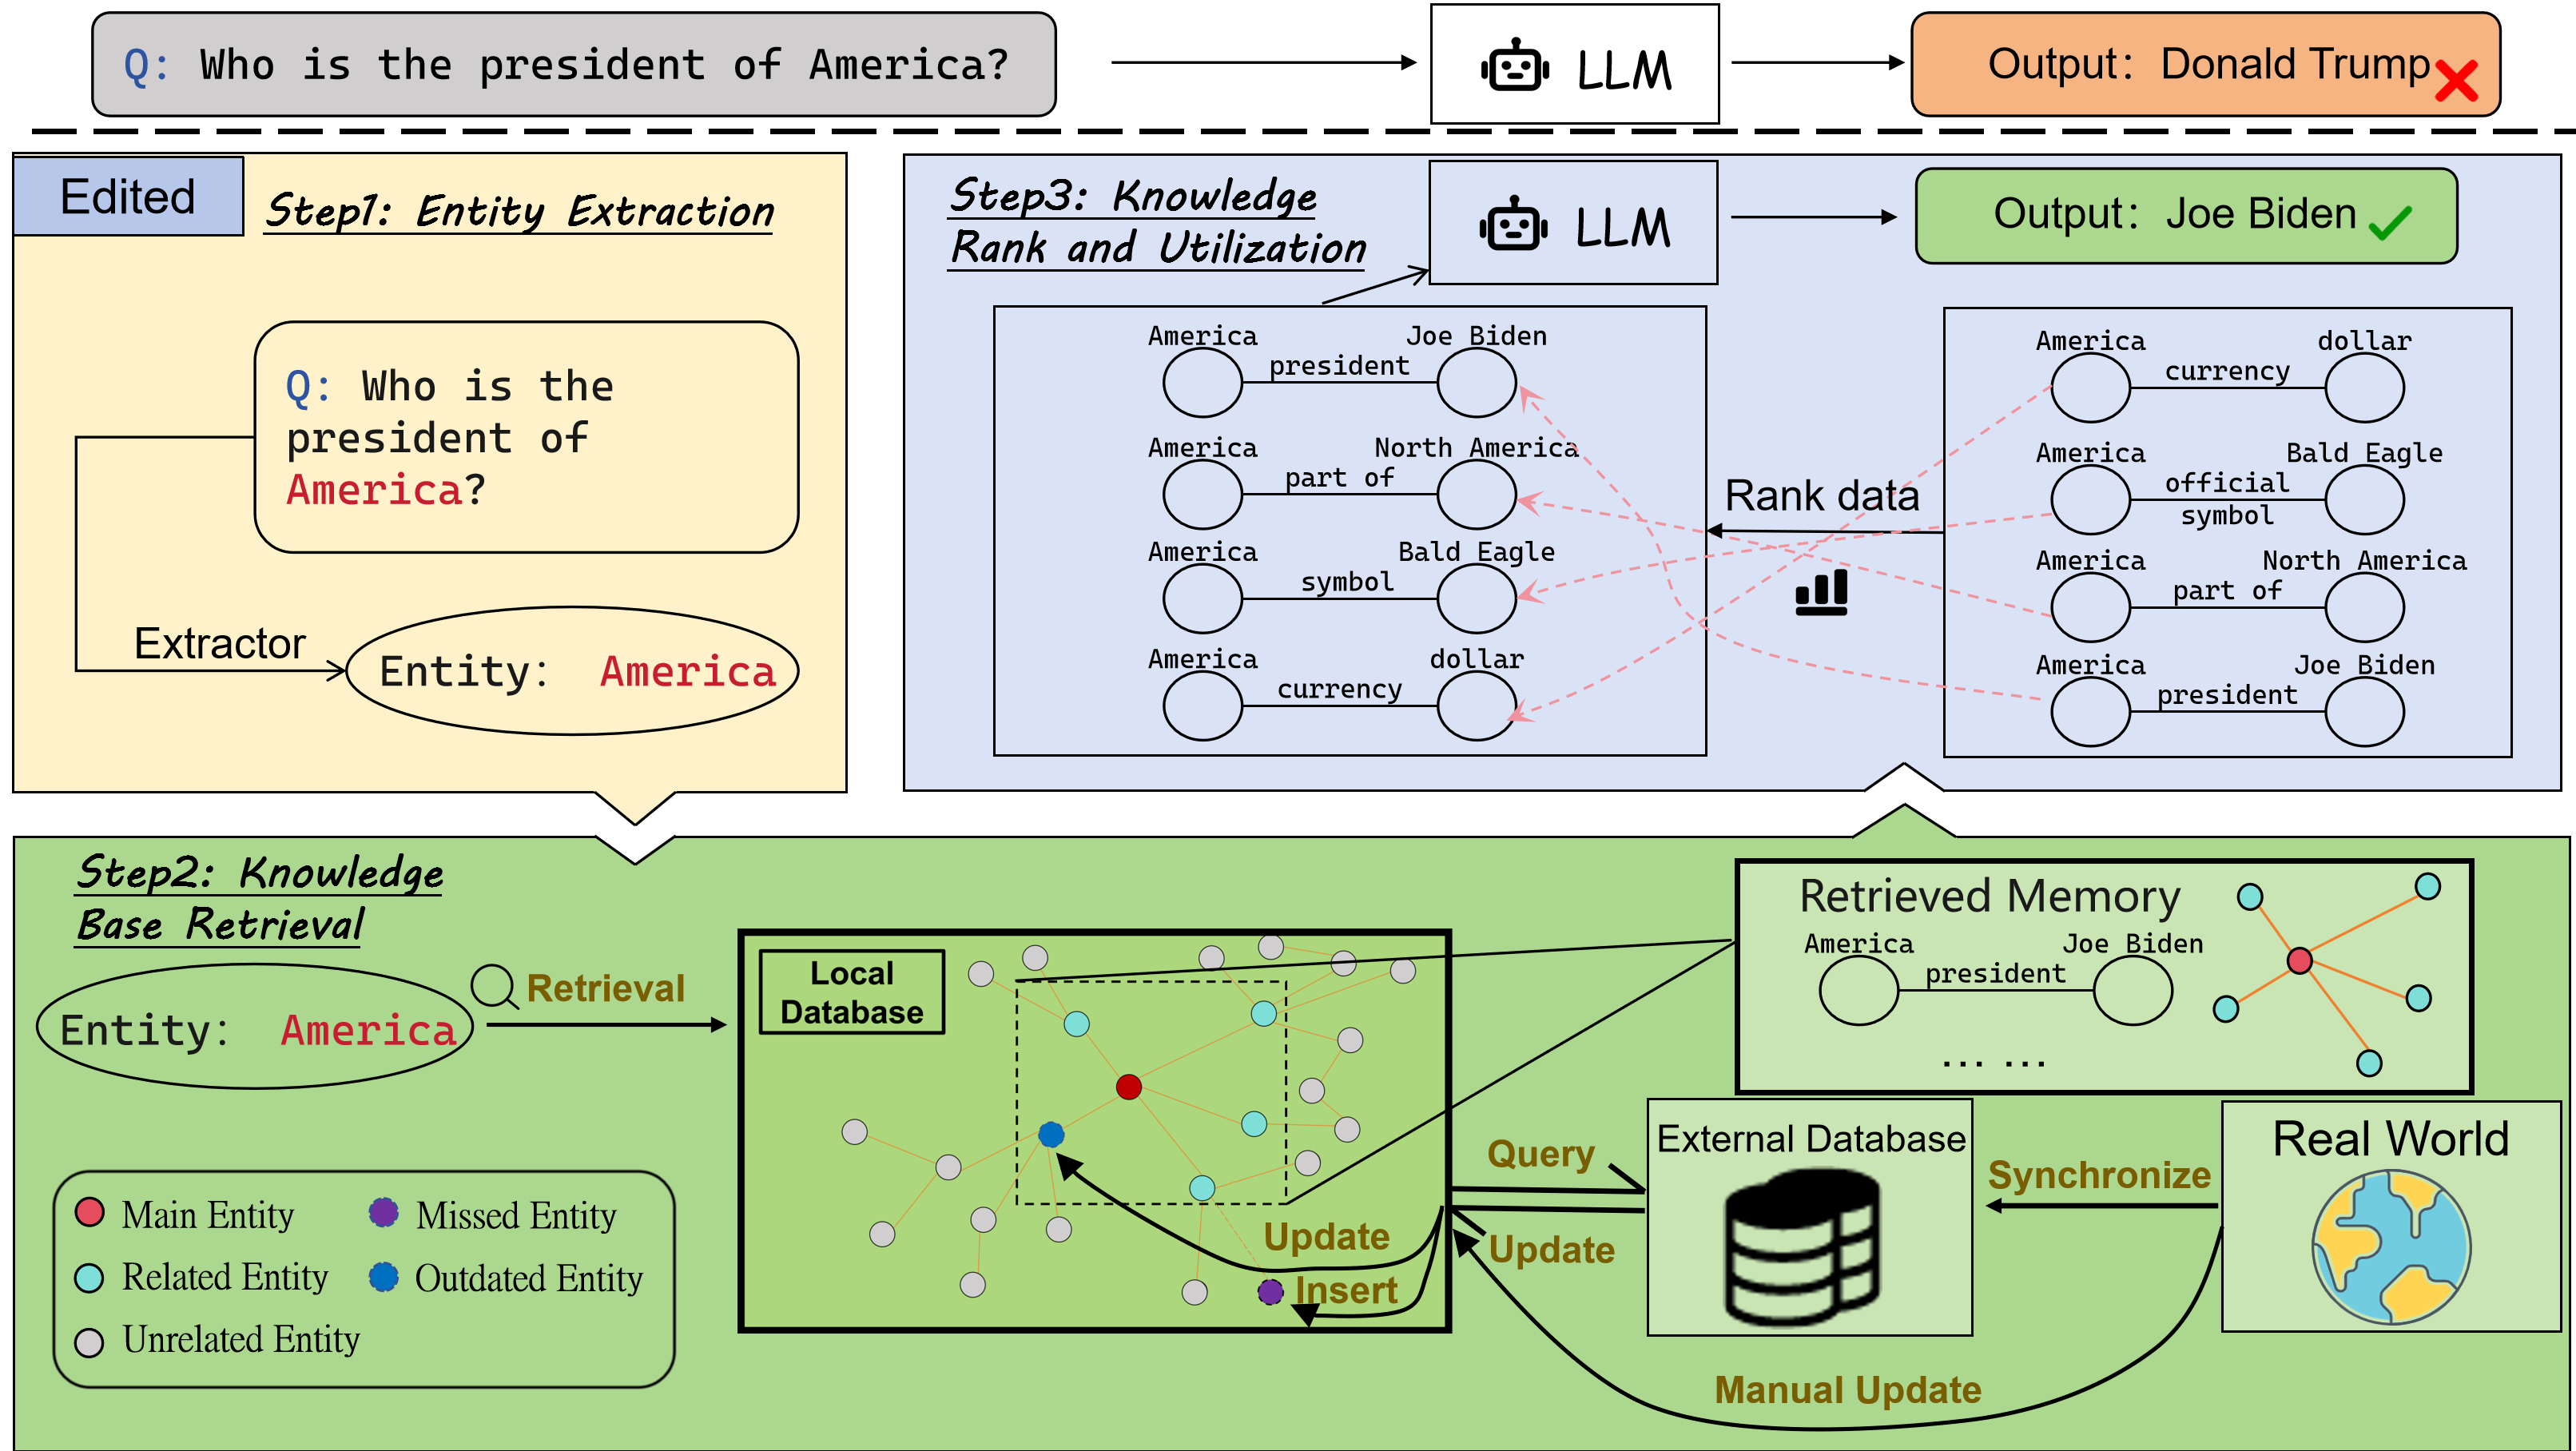 Q: Who is the president of America?
LLM
Output: Donald Trump
Edited
Step1: Entity Extraction
Q: Who is the
president of
America?
Extractor
Entity: America
Step3: Knowledge
Rank and Utilization
LLM
Output: Joe Biden
America
president
Joe Biden
America
part of
North America
America
symbol
Bald Eagle
America
currency
dollar
Rank data
America
currency
dollar
America
official
symbol
Bald Eagle
America
part of
North America
America
president
Joe Biden
Step2: Knowledge
Base Retrieval
Entity: America
Retrieval
Local
Database
Update
Insert
Main Entity
Missed Entity
Related Entity
Outdated Entity
Unrelated Entity
Retrieved Memory
America
president
Joe Biden
... ...
Query
Update
External Database
Synchronize
Real World
Manual Update